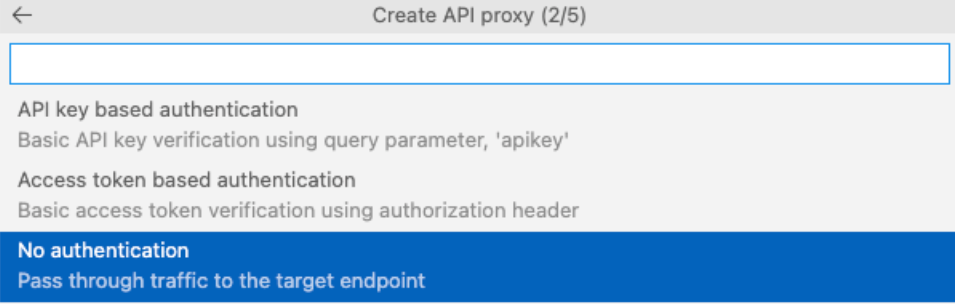 Create API proxy (2/5)
API key based authentication
Basic API key verification using query parameter, 'apikey'
Access token based authentication
Basic access token verification using authorization header
No authentication
Pass through traffic to the target endpoint